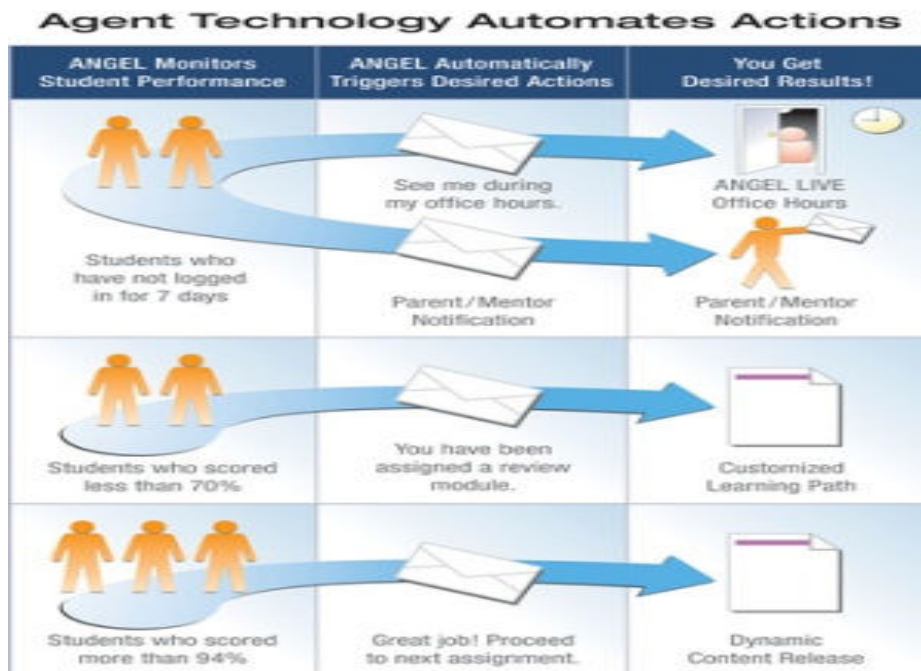 Agent Technology Automates Actions
ANGEL Monitors
Student Performance
ANGEL Automatically
Triggers Desired Actions
You Get
Desired Results!
Students who
have not logged
in for 7 days
See me during
my office hours.
ANGEL LIVE
Office Hours
Parent/Mentor
Notification
Parent/Mentor
Notification
Students who scored
less than 70%
You have been
assigned a review
module.
Customized
Learning Path
Students who scored
more than 94%
Great job! Proceed
to next assignment.
Dynamic
Content Release